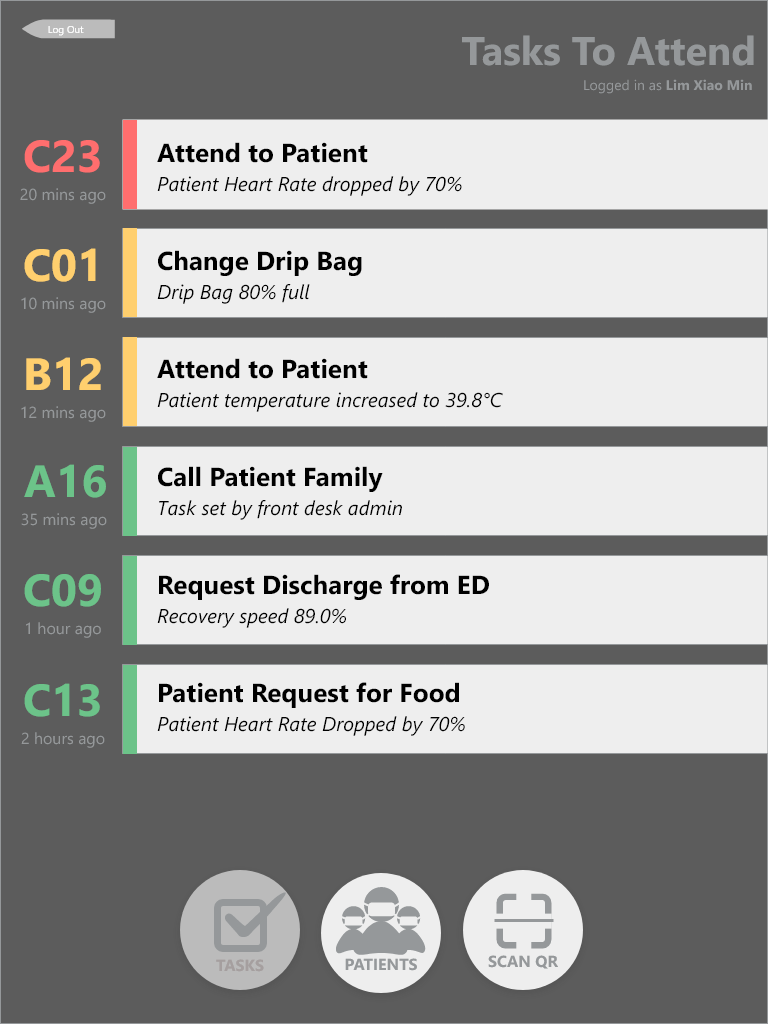 Log Out
Tasks To Attend
Logged in as Lim Xiao Min
C23
20 mins ago
Attend to Patient
Patient Heart Rate dropped by 70%
C01
10 mins ago
Change Drip Bag
Drip Bag 80% full
B12
12 mins ago
Attend to Patient
Patient temperature increased to 39.8°C
A16
35 mins ago
Call Patient Family
Task set by front desk admin
C09
1 hour ago
Request Discharge from ED
Recovery speed 89.0%
C13
2 hours ago
Patient Request for Food
Patient Heart Rate Dropped by 70%
TASKS
PATIENTS
SCAN QR